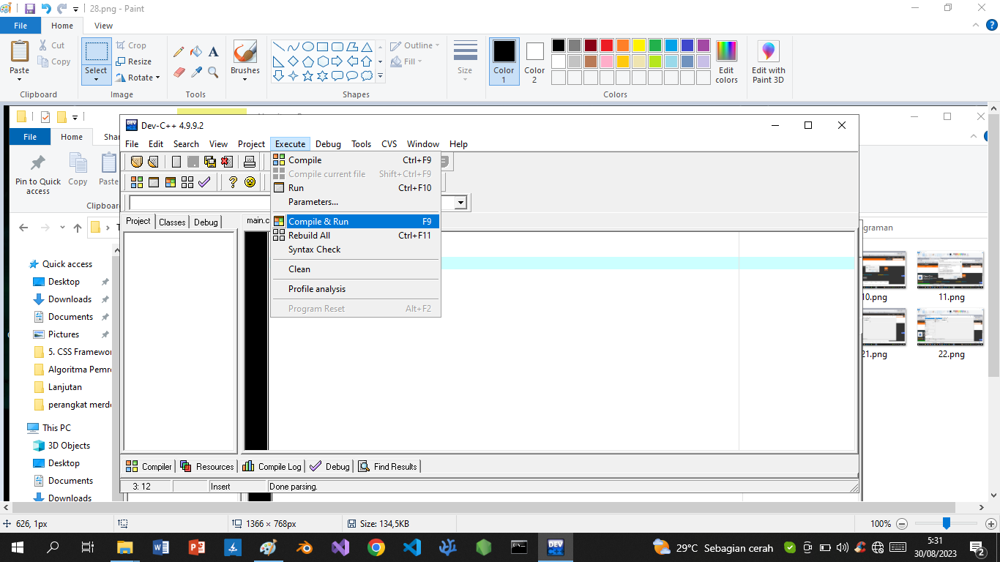 28.png - Paint
File Home View
Paste
Cut
Copy
Clipboard
Select
Crop
Resize
Rotate
Image
Tools
Brushes
Shapes
Outline
Fill
Size
Color 1
Color 2
Colors
Edit colors
Edit with Paint 3D
File Home
Pin to Quick access
Copy
Paste
Dev-C++ 4.9.9.2
File Edit Search View Project Execute Debug Tools CVS Window Help
Compile Ctrl+F9
Compile current file Shift+Ctrl+F9
Run Ctrl+F10
Parameters...
Compile & Run F9
Rebuild All Ctrl+F11
Syntax Check
Clean
Profile analysis
Program Reset Alt+F2
Project Classes Debug
main.c
graman
10.png
11.png
21.png
22.png
Quick access
Desktop
Downloads
Documents
Pictures
5. CSS Framewor
Algoritma Pemr
Lanjutan
perangkat merd
This PC
3D Objects
Desktop
Documents
Downloads
Compiler Resources Compile Log Debug Find Results
3: 12 Insert Done parsing.
626, 1px 1366 × 768px Size: 134,5KB 100%
29°C Sebagian cerah
5:31
30/08/2023
2